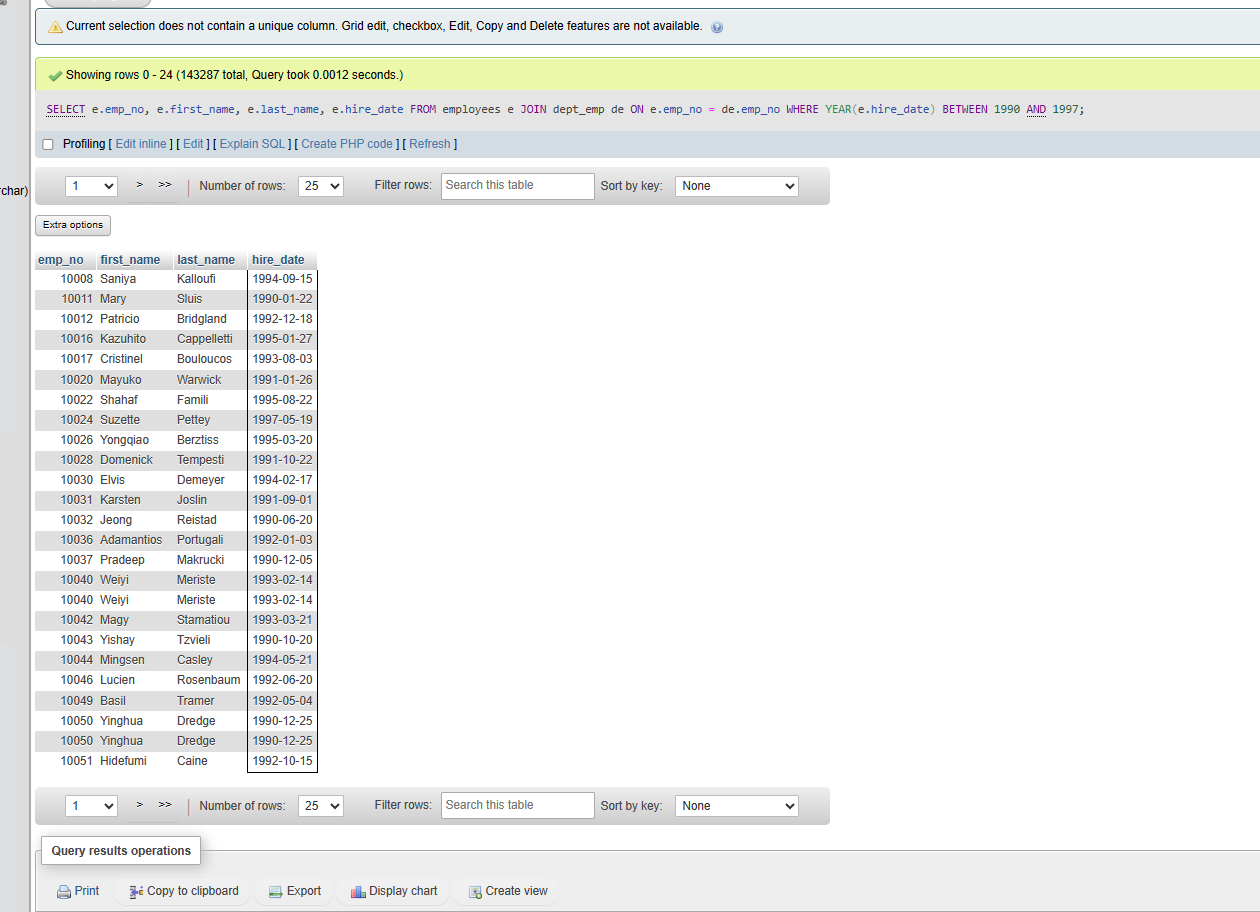 Current selection does not contain a unique column. Grid edit, checkbox, Edit, Copy and Delete features are not available.
Showing rows 0 - 24 (143287 total, Query took 0.0012 seconds.)
SELECT e.emp_no, e.first_name, e.last_name, e.hire_date FROM employees e JOIN dept_emp de ON e.emp_no = de.emp_no WHERE YEAR(e.hire_date) BETWEEN 1990 AND 1997;
Profiling [ Edit inline ] [ Edit ] [ Explain SQL ] [ Create PHP code ] [ Refresh ]
rchar)
1 > >> | Number of rows: 25 Filter rows: Search this table Sort by key: None
Extra options
emp_no first_name last_name hire_date
10008 Saniya Kalloufi 1994-09-15
10011 Mary Sluis 1990-01-22
10012 Patricio Bridgland 1992-12-18
10016 Kazuhito Cappelletti 1995-01-27
10017 Cristinel Bouloucos 1993-08-03
10020 Mayuko Warwick 1991-01-26
10022 Shahaf Famili 1995-08-22
10024 Suzette Pettey 1997-05-19
10026 Yongqiao Berztiss 1995-03-20
10028 Domenick Tempesti 1991-10-22
10030 Elvis Demeyer 1994-02-17
10031 Karsten Joslin 1991-09-01
10032 Jeong Reistad 1990-06-20
10036 Adamantios Portugali 1992-01-03
10037 Pradeep Makrucki 1990-12-05
10040 Weiyi Meriste 1993-02-14
10040 Weiyi Meriste 1993-02-14
10042 Magy Stamatiou 1993-03-21
10043 Yishay Tzvieli 1990-10-20
10044 Mingsen Casley 1994-05-21
10046 Lucien Rosenbaum 1992-06-20
10049 Basil Tramer 1992-05-04
10050 Yinghua Dredge 1990-12-25
10050 Yinghua Dredge 1990-12-25
10051 Hidefumi Caine 1992-10-15
1 > >> | Number of rows: 25 Filter rows: Search this table Sort by key: None
Query results operations
Print Copy to clipboard Export Display chart Create view